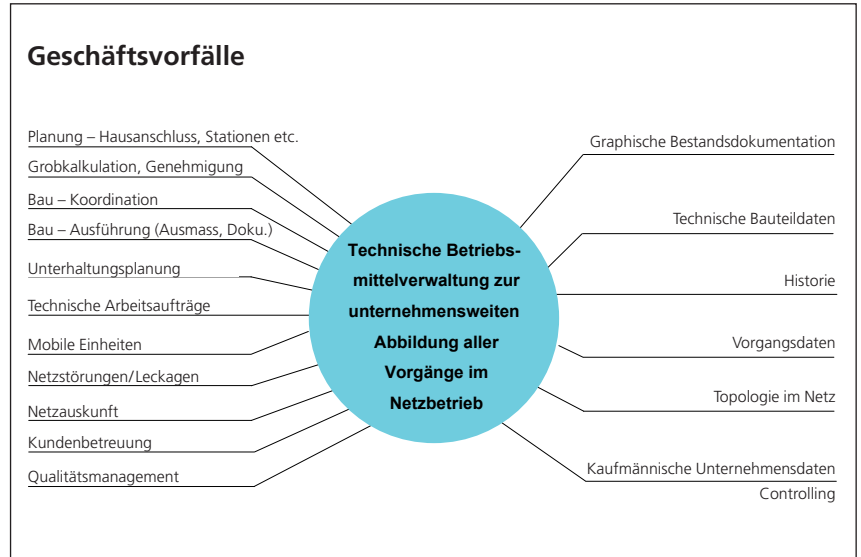 Geschäftsvorfälle
Planung – Hausanschluss, Stationen etc.
Grobkalkulation, Genehmigung
Bau – Koordination
Bau – Ausführung (Ausmass, Doku.)
Unterhaltungsplanung
Technische Arbeitsaufträge
Mobile Einheiten
Netzstörungen/Leckagen
Netzauskunft
Kundenbetreuung
Qualitätsmanagement
Technische Betriebs-
mittelverwaltung zur
unternehmensweiten
Abbildung aller
Vorgänge im
Netzbetrieb
Graphische Bestandsdokumentation
Technische Bauteildaten
Historie
Vorgangsdaten
Topologie im Netz
Kaufmännische Unternehmensdaten
Controlling